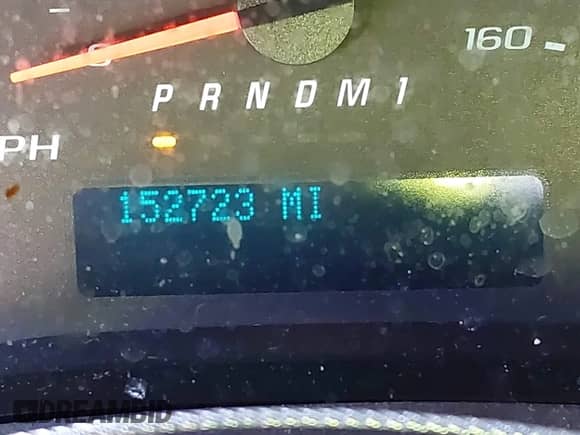 160
P R N D M 1
PH
152723 MI
DREAMBID